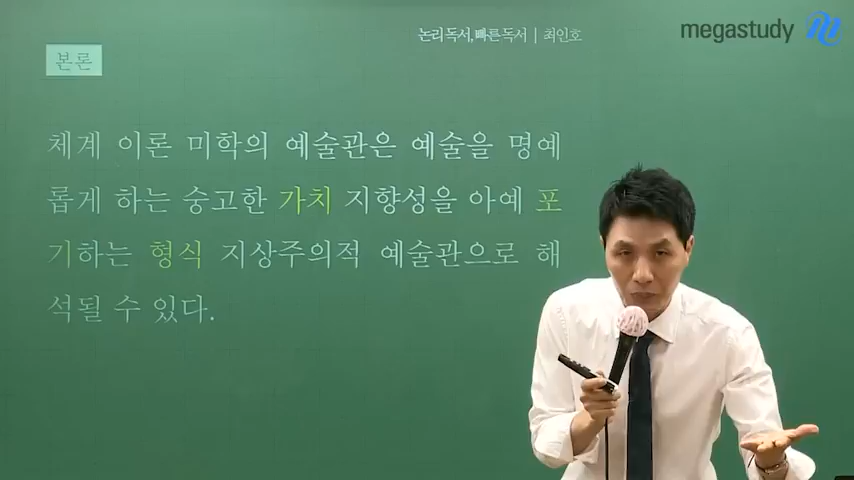 논리독서, 빠른독서 | 최인호
megastudy
본론
체계 이론 미학의 예술관은 예술을 명예
롭게 하는 숭고한 가치 지향성을 아예 포
기하는 형식 지상주의적 예술관으로 해
석될 수 있다.